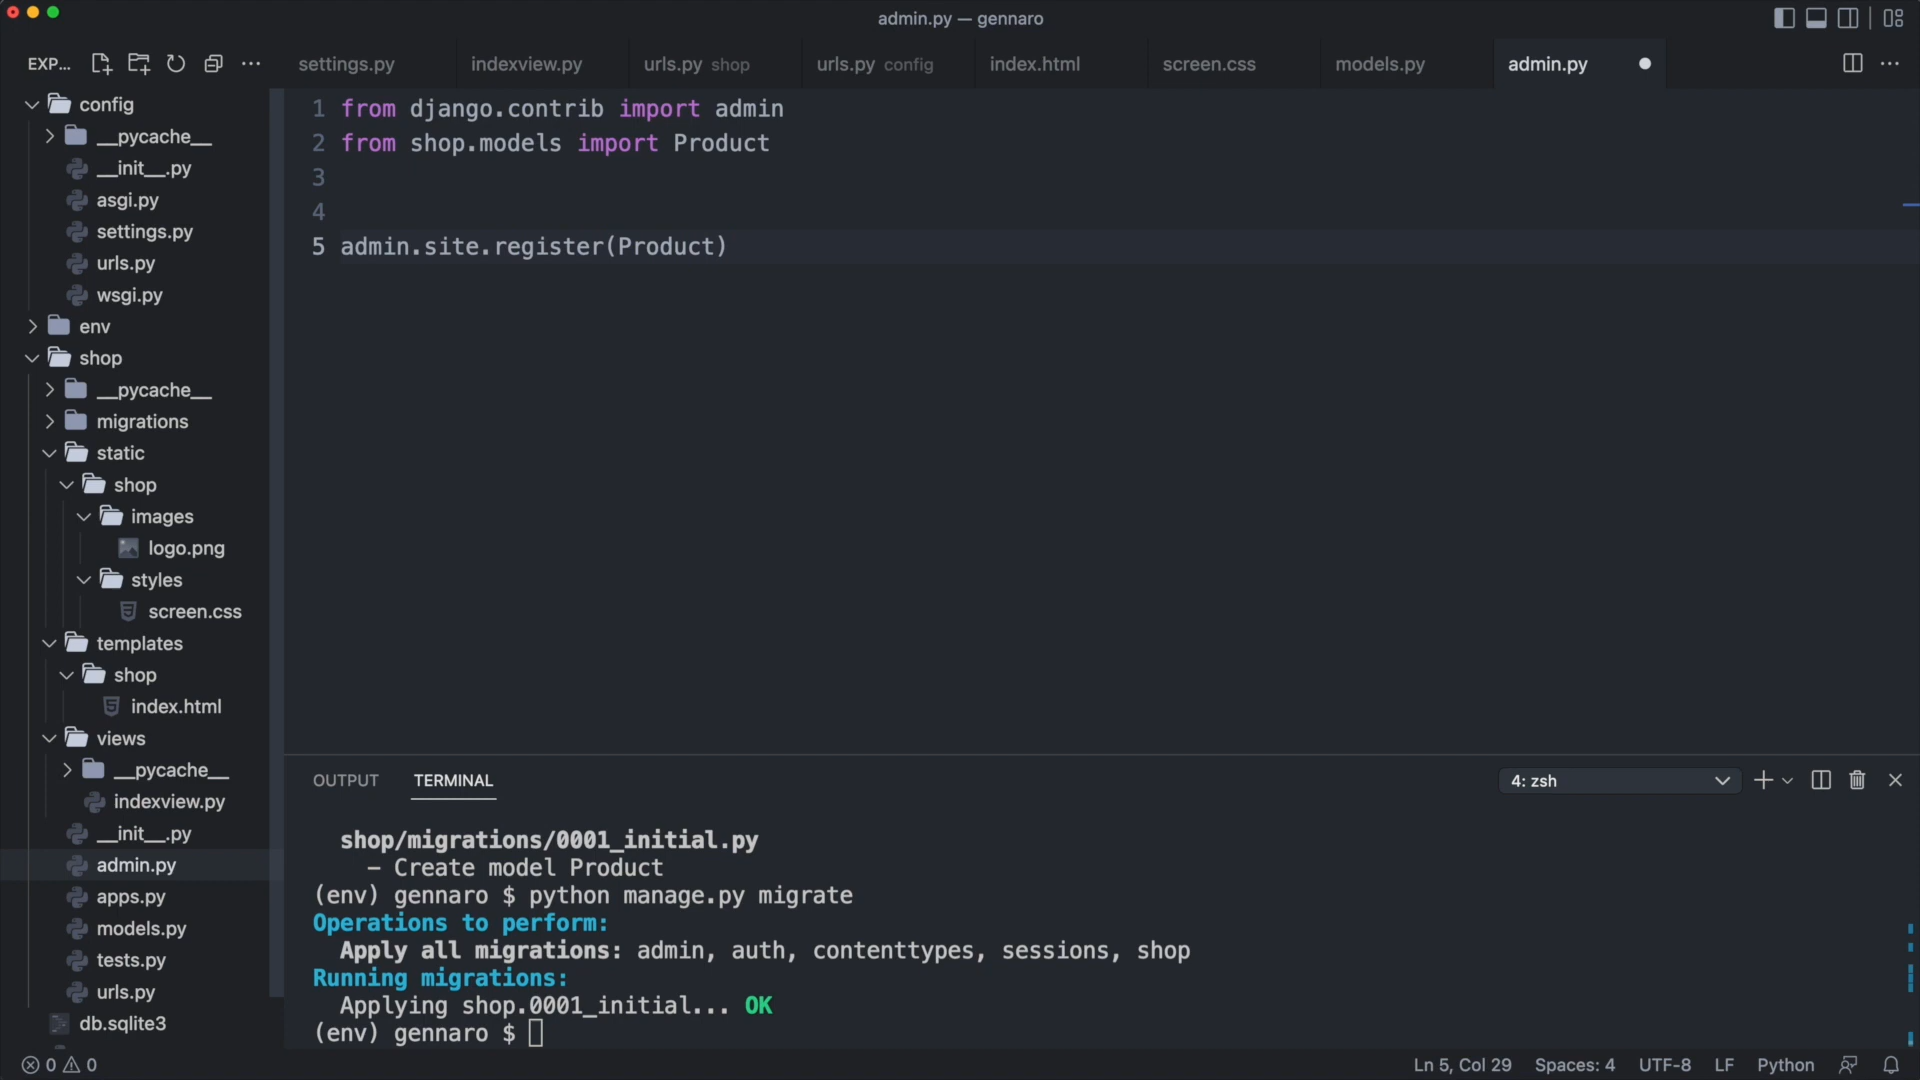 admin.py — gennaro
EXP...
settings.py
indexview.py
urls.py shop
urls.py config
index.html
screen.css
models.py
admin.py
config
__pycache__
__init__.py
asgi.py
settings.py
urls.py
wsgi.py
env
shop
__pycache__
migrations
static
shop
images
logo.png
styles
screen.css
templates
shop
index.html
views
__pycache__
indexview.py
__init__.py
admin.py
apps.py
models.py
tests.py
urls.py
db.sqlite3
1 from django.contrib import admin
2 from shop.models import Product
3
4
5 admin.site.register(Product)
OUTPUT TERMINAL
4: zsh
shop/migrations/0001_initial.py
– Create model Product
(env) gennaro $ python manage.py migrate
Operations to perform:
Apply all migrations: admin, auth, contenttypes, sessions, shop
Running migrations:
Applying shop.0001_initial... OK
(env) gennaro $
0 0
Ln 5, Col 29 Spaces: 4 UTF-8 LF Python